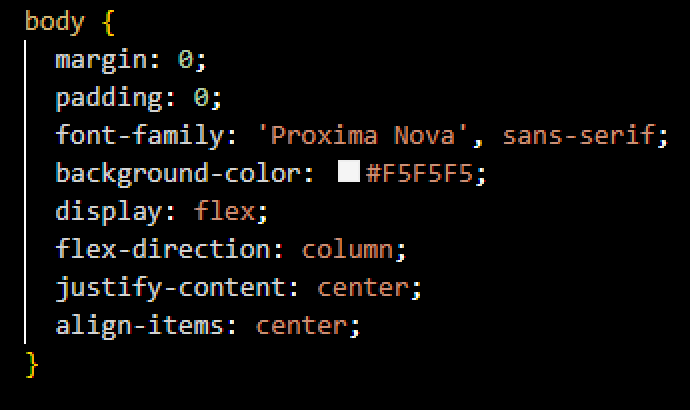 body {
  margin: 0;
  padding: 0;
  font-family: 'Proxima Nova', sans-serif;
  background-color: #F5F5F5;
  display: flex;
  flex-direction: column;
  justify-content: center;
  align-items: center;
}